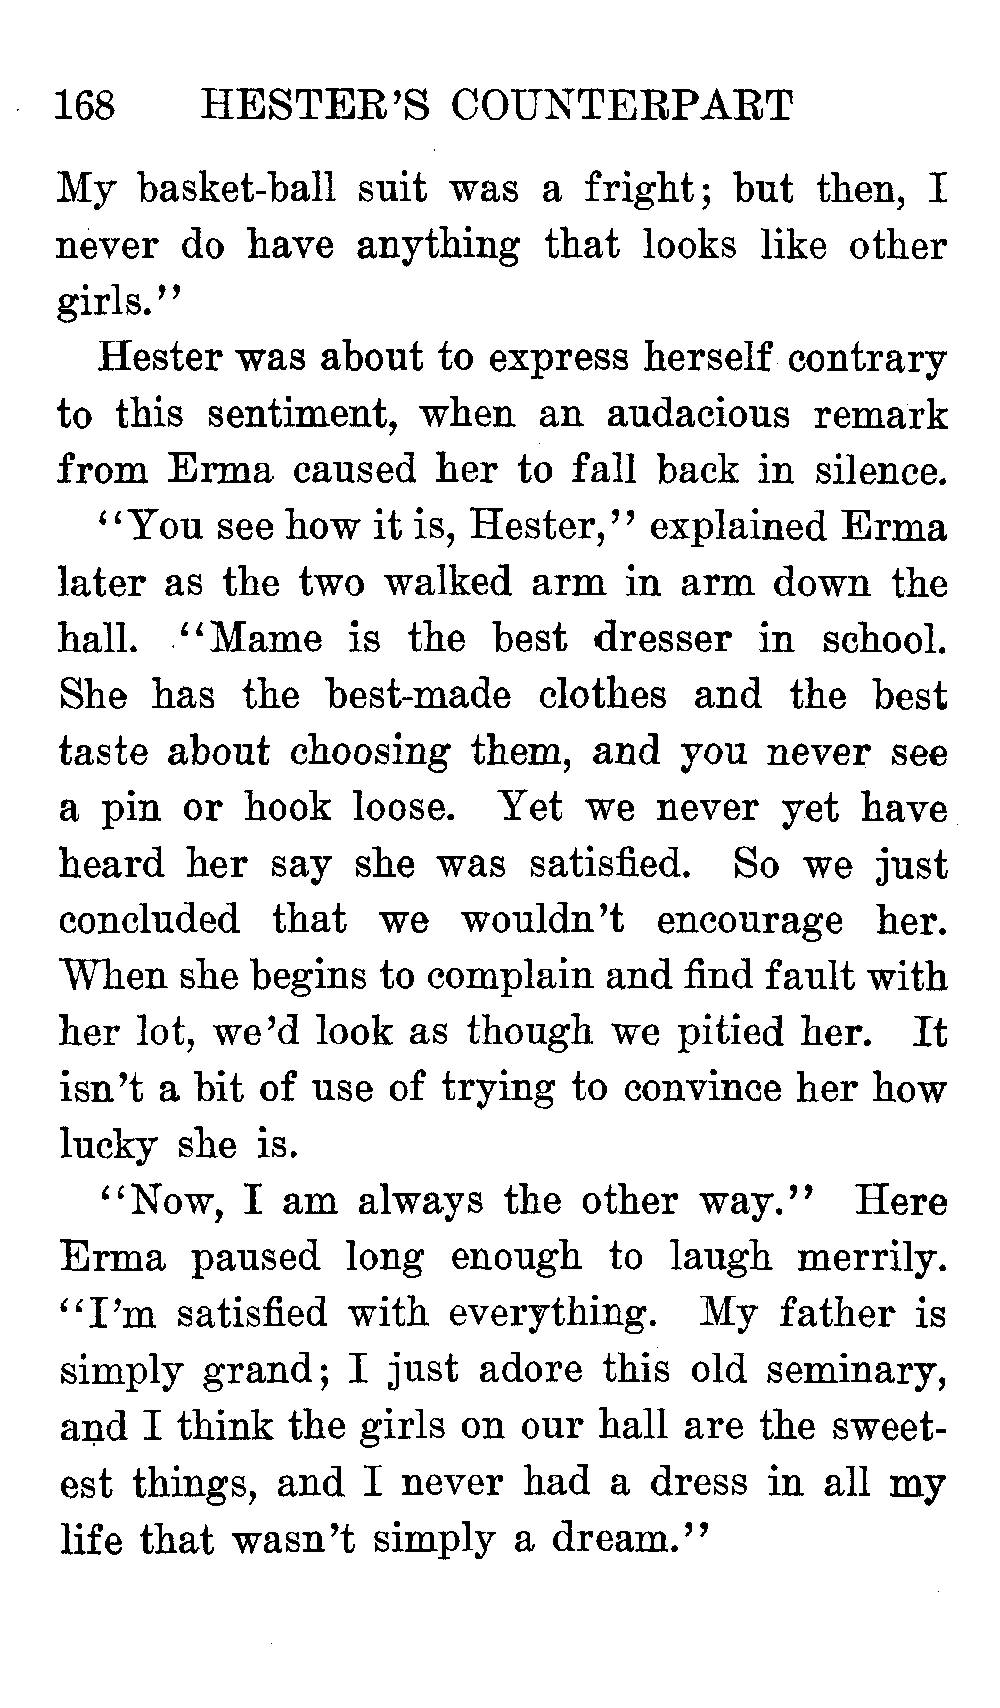 168 HESTER'S COUNTERPART
My basket-ball suit was a fright; but then, I
never do have anything that looks like other
girls.''
Hester was about to express herself contrary
to this sentiment, when an audacious remark
from Erma caused her to fall back in silence.
‘‘You see how it is, Hester,’’ explained Erma
later as the two walked arm in arm down the
hall. ‘‘Mame is the best dresser in school.
She has the best-made clothes and the best
taste about choosing them, and you never see
a pin or hook loose. Yet we never yet have
heard her say she was satisfied. So we just
concluded that we wouldn't encourage her.
When she begins to complain and find fault with
her lot, we'd look as though we pitied her. It
isn't a bit of use of trying to convince her how
lucky she is.
‘‘Now, I am always the other way.’’ Here
Erma paused long enough to laugh merrily.
‘‘I'm satisfied with everything. My father is
simply grand; I just adore this old seminary,
and I think the girls on our hall are the sweet-
est things, and I never had a dress in all my
life that wasn't simply a dream.’’